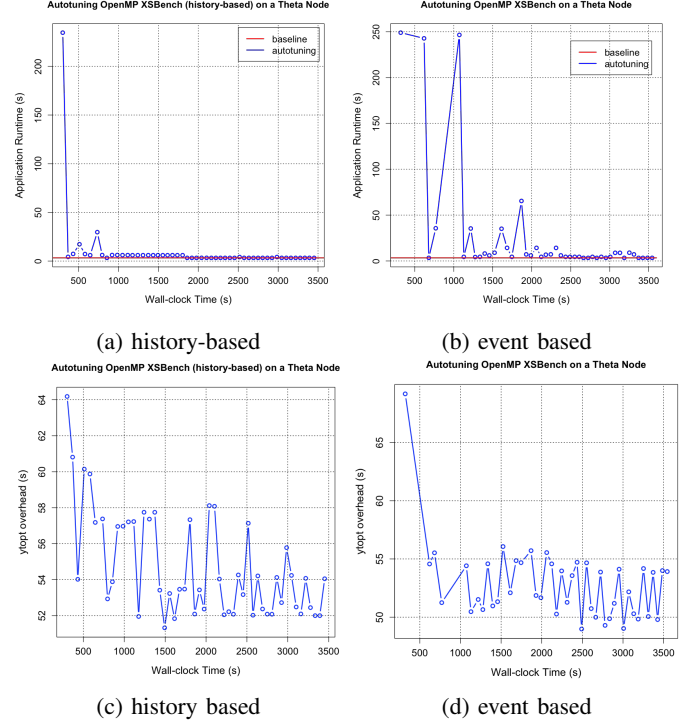 Autotuning OpenMP XSBench (history-based) on a Theta Node
Application Runtime (s)
200
150
100
50
0
baseline
autotuning
500 1000 1500 2000 2500 3000 3500
Wall-clock Time (s)
(a) history-based
Autotuning OpenMP XSBench on a Theta Node
Application Runtime (s)
250
200
150
100
50
0
baseline
autotuning
500 1000 1500 2000 2500 3000 3500
Wall-clock Time (s)
(b) event based
Autotuning OpenMP XSBench (history-based) on a Theta Node
ytopt overhead (s)
64
62
60
58
56
54
52
500 1000 1500 2000 2500 3000 3500
Wall-clock Time (s)
(c) history based
Autotuning OpenMP XSBench on a Theta Node
ytopt overhead (s)
65
60
55
50
500 1000 1500 2000 2500 3000 3500
Wall-clock Time (s)
(d) event based